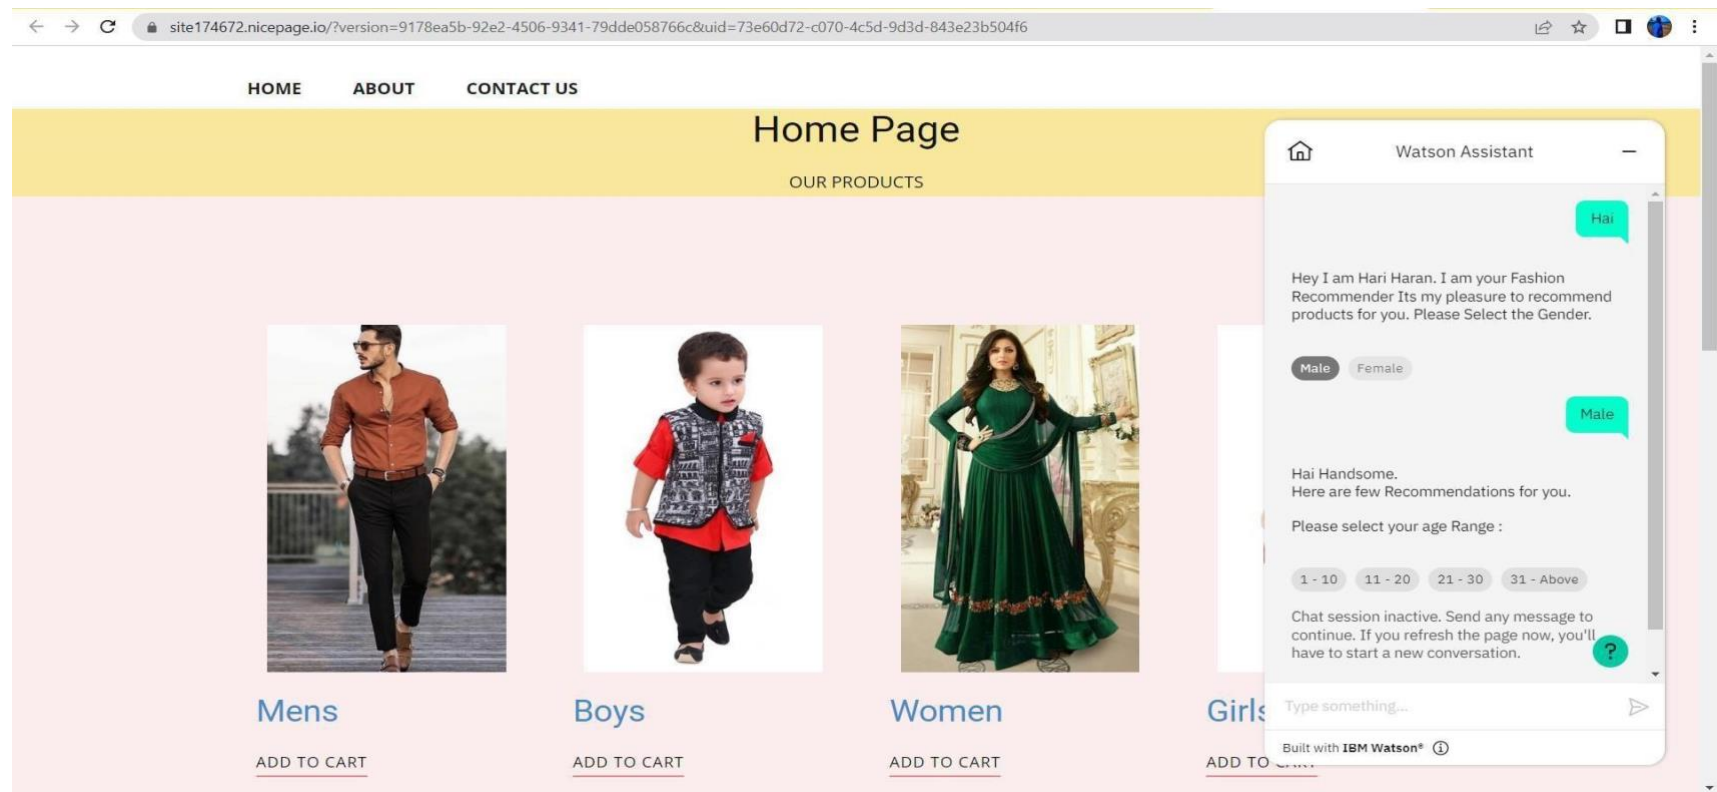 site174672.nicepage.io/?version=9178ea5b-92e2-4506-9341-79dde058766c&uid=73e60d72-c070-4c5d-9d3d-843e23b504f6
HOME ABOUT CONTACT US
Home Page
OUR PRODUCTS
Mens
ADD TO CART
Boys
ADD TO CART
Women
ADD TO CART
Girls
ADD TO CART
Watson Assistant
Hai
Hey I am Hari Haran. I am your Fashion
Recommender Its my pleasure to recommend
products for you. Please Select the Gender.
Male Female
Male
Hai Handsome.
Here are few Recommendations for you.
Please select your age Range :
1 - 10 11 - 20 21 - 30 31 - Above
Chat session inactive. Send any message to
continue. If you refresh the page now, you'll
have to start a new conversation.
?
Type something...
Built with IBM Watson®